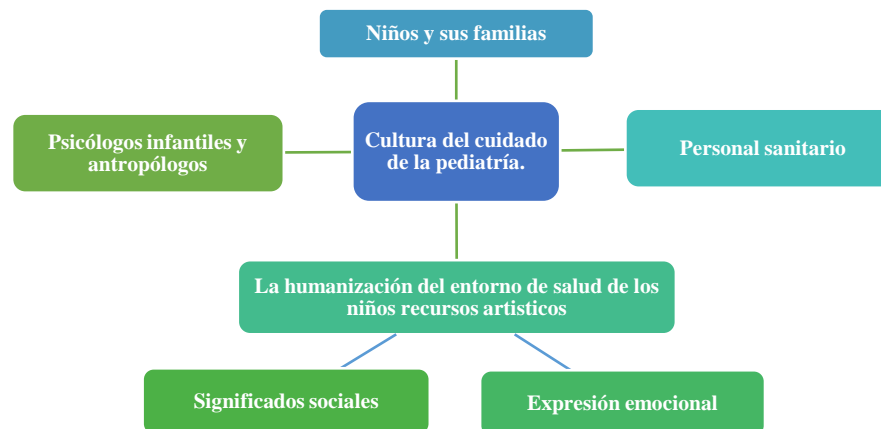 Niños y sus familias
Psicólogos infantiles y
antropólogos
Cultura del cuidado
de la pediatría.
Personal sanitario
La humanización del entorno de salud de los
niños recursos artisticos
Significados sociales
Expresión emocional